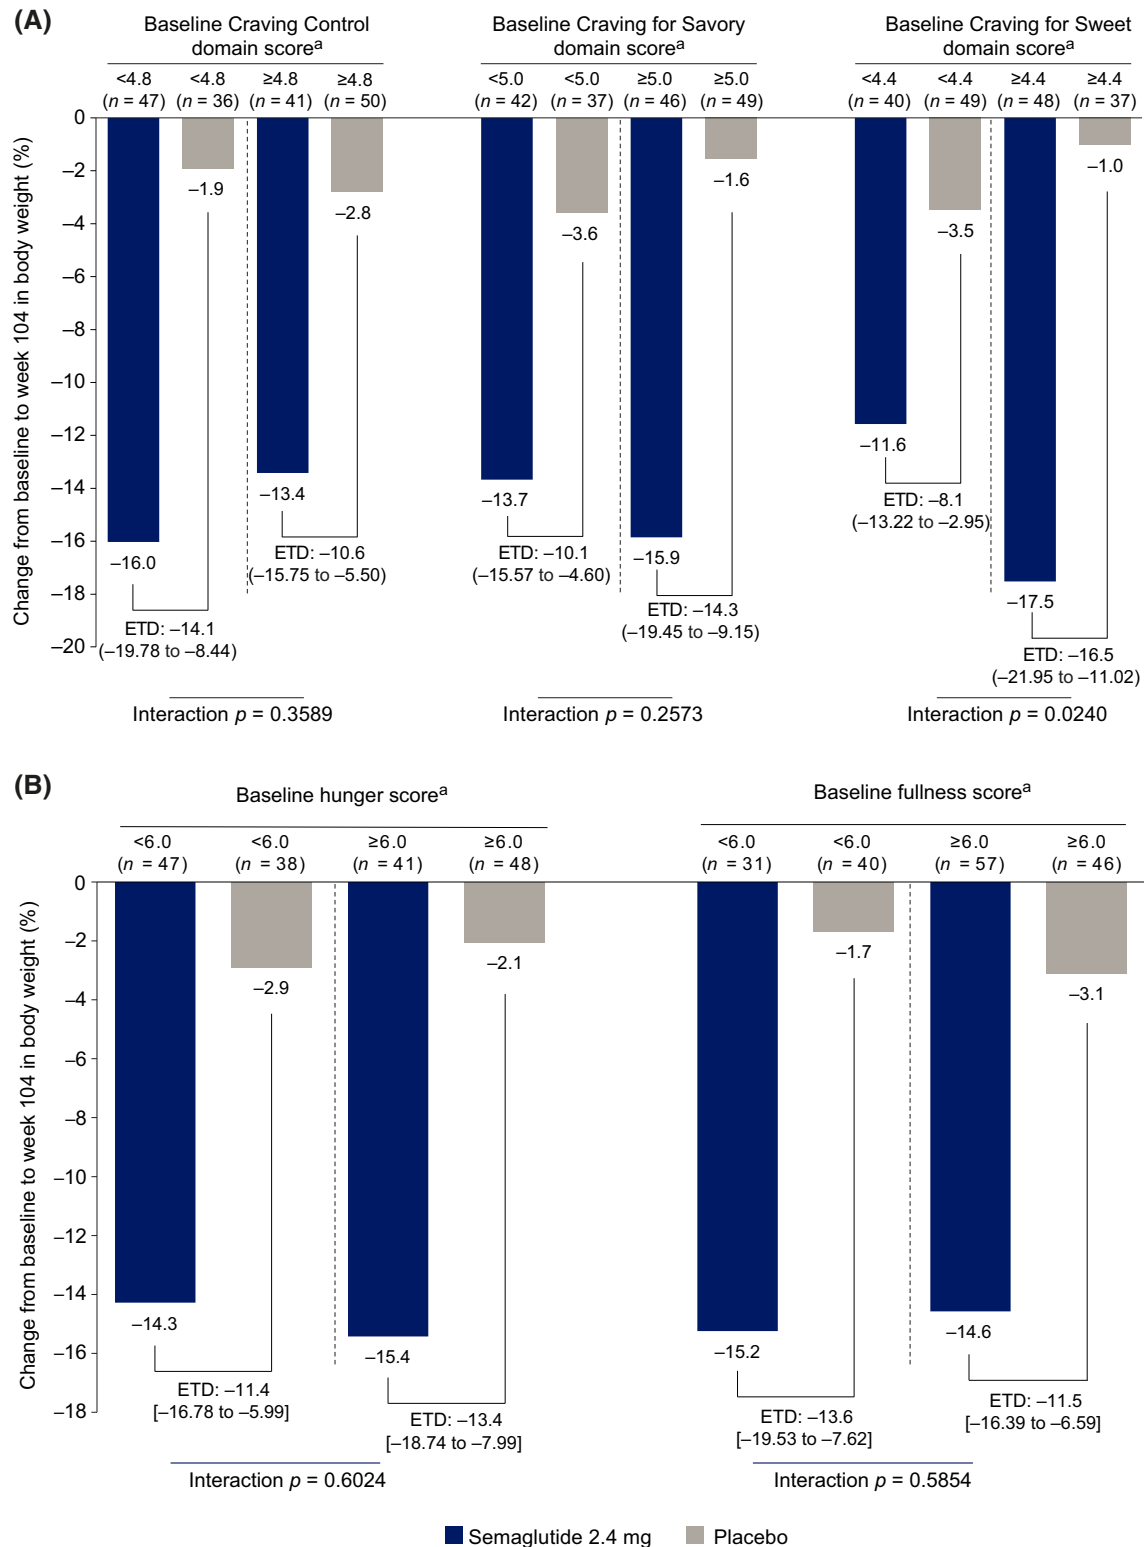 (A)
Baseline Craving Control
domain scoreᵃ
Baseline Craving for Savory
domain scoreᵃ
Baseline Craving for Sweet
domain scoreᵃ
<4.8 <4.8 ≥4.8 ≥4.8
(n = 47) (n = 36) (n = 41) (n = 50)
<5.0 <5.0 ≥5.0 ≥5.0
(n = 42) (n = 37) (n = 46) (n = 49)
<4.4 <4.4 ≥4.4 ≥4.4
(n = 40) (n = 49) (n = 48) (n = 37)
Change from baseline to week 104 in body weight (%)
0
–2
–4
–6
–8
–10
–12
–14
–16
–18
–20
–16.0
–1.9
–13.4
–2.8
ETD: –14.1
(–19.78 to –8.44)
ETD: –10.6
(–15.75 to –5.50)
–13.7
–3.6
–15.9
–1.6
ETD: –10.1
(–15.57 to –4.60)
ETD: –14.3
(–19.45 to –9.15)
–11.6
–3.5
–17.5
–1.0
ETD: –8.1
(–13.22 to –2.95)
ETD: –16.5
(–21.95 to –11.02)
Interaction p = 0.3589
Interaction p = 0.2573
Interaction p = 0.0240
(B)
Baseline hunger scoreᵃ
Baseline fullness scoreᵃ
<6.0 <6.0 ≥6.0 ≥6.0
(n = 47) (n = 38) (n = 41) (n = 48)
<6.0 <6.0 ≥6.0 ≥6.0
(n = 31) (n = 40) (n = 57) (n = 46)
Change from baseline to week 104 in body weight (%)
0
–2
–4
–6
–8
–10
–12
–14
–16
–18
–14.3
–2.9
–15.4
–2.1
ETD: –11.4
[–16.78 to –5.99]
ETD: –13.4
[–18.74 to –7.99]
–15.2
–1.7
–14.6
–3.1
ETD: –13.6
[–19.53 to –7.62]
ETD: –11.5
[–16.39 to –6.59]
Interaction p = 0.6024
Interaction p = 0.5854
Semaglutide 2.4 mg
Placebo